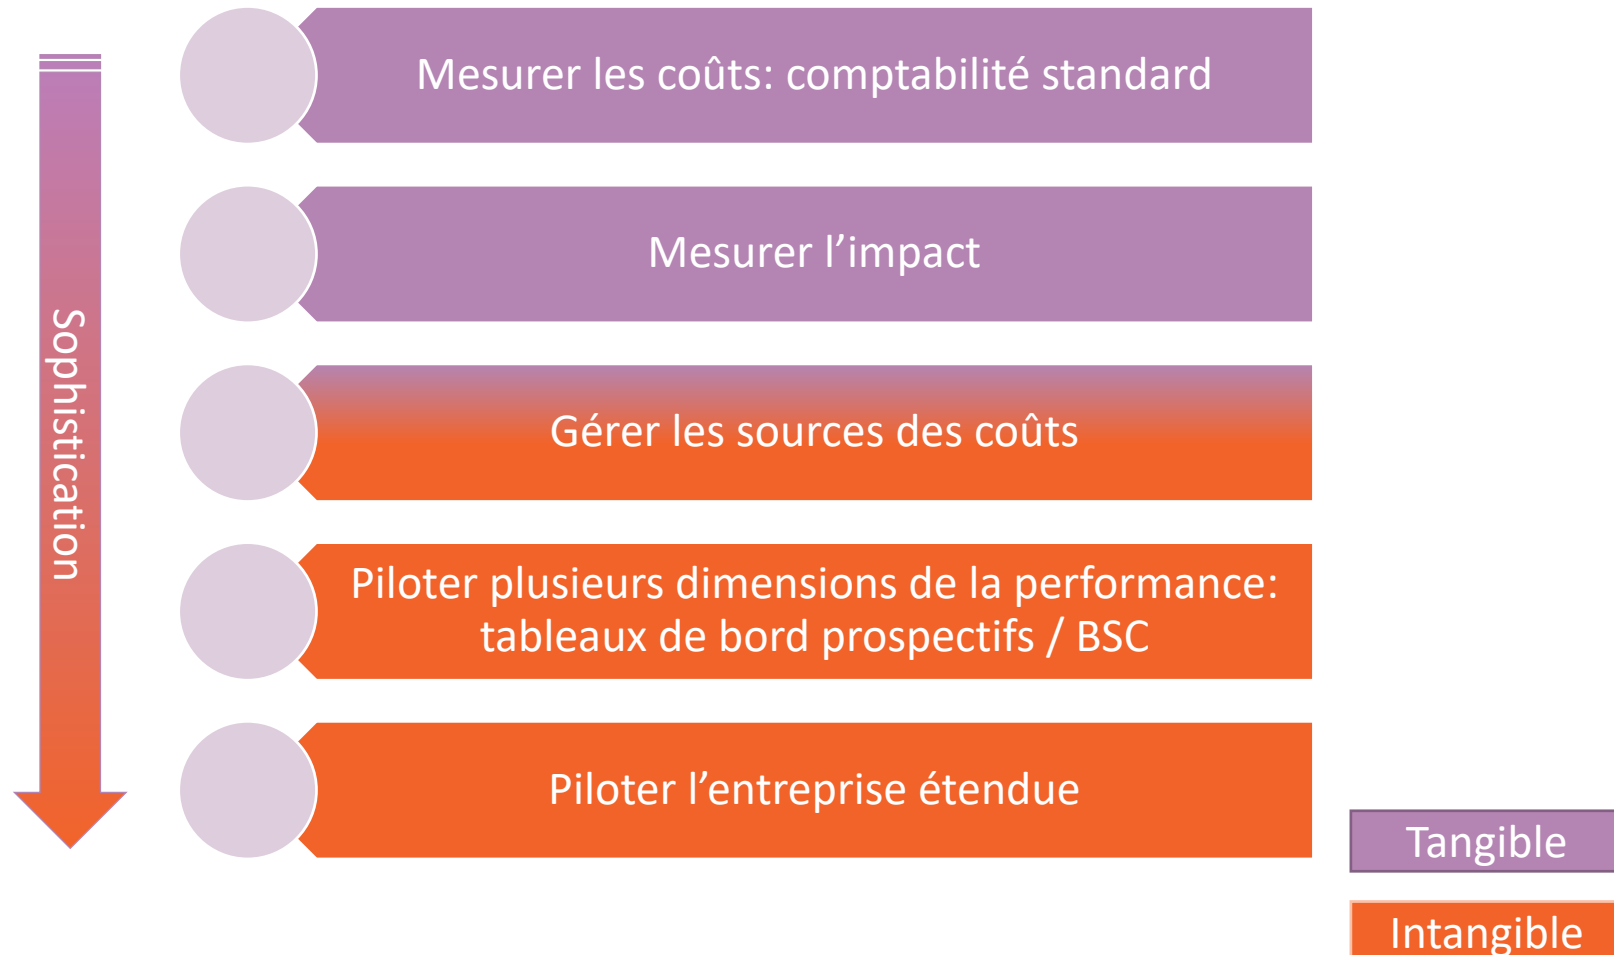 Sophistication
Mesurer les coûts: comptabilité standard
Mesurer l’impact
Gérer les sources des coûts
Piloter plusieurs dimensions de la performance:
tableaux de bord prospectifs / BSC
Piloter l’entreprise étendue
Tangible
Intangible